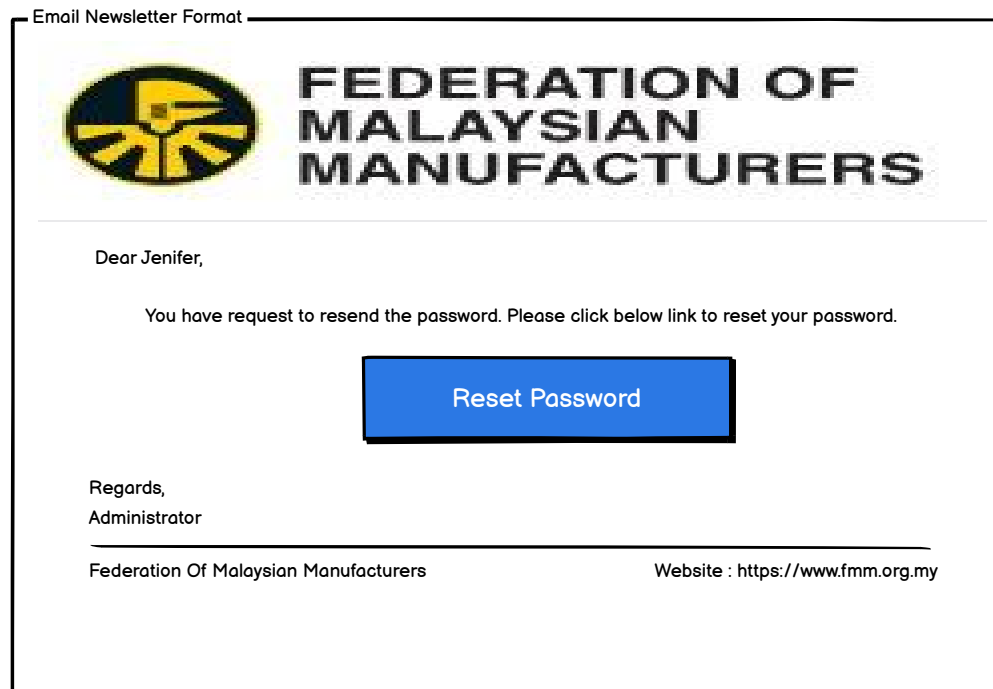 Email Newsletter Format
FEDERATION OF
MALAYSIAN
MANUFACTURERS
Dear Jenifer,
You have request to resend the password. Please click below link to reset your password.
Reset Password
Regards,
Administrator
Federation Of Malaysian Manufacturers
Website : https://www.fmm.org.my